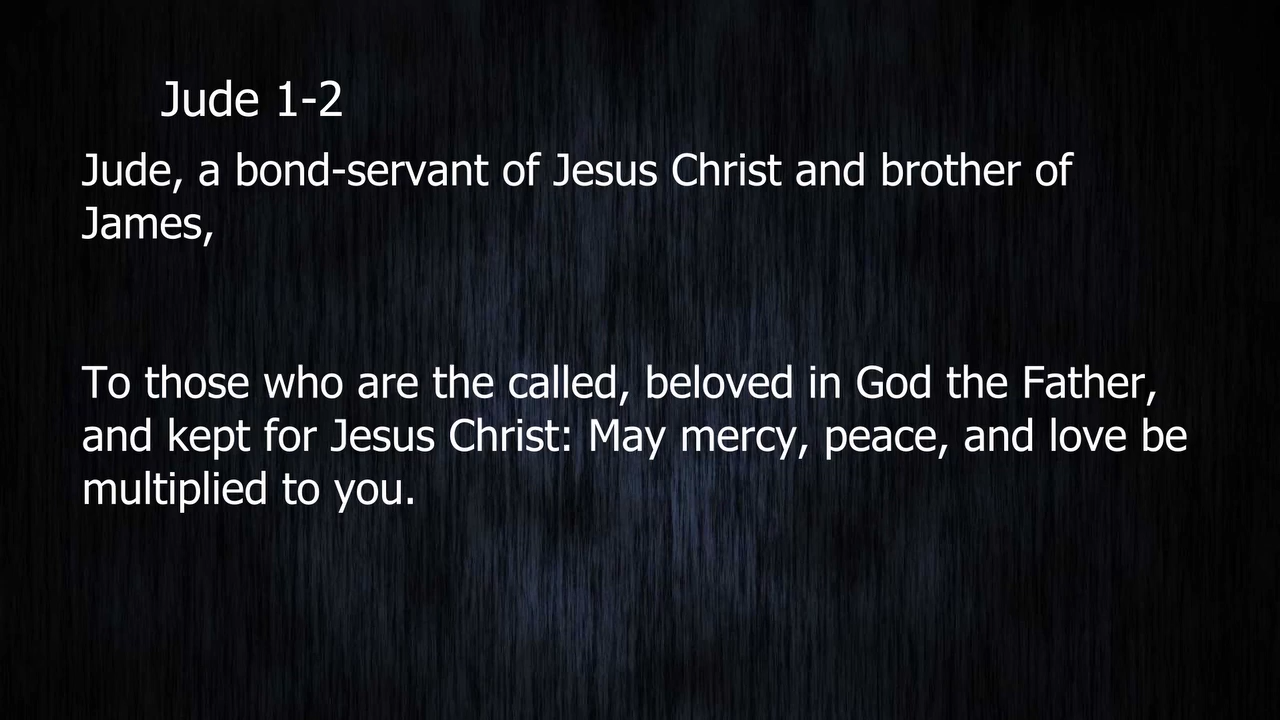 Jude 1-2
Jude, a bond-servant of Jesus Christ and brother of
James,
To those who are the called, beloved in God the Father,
and kept for Jesus Christ: May mercy, peace, and love be
multiplied to you.